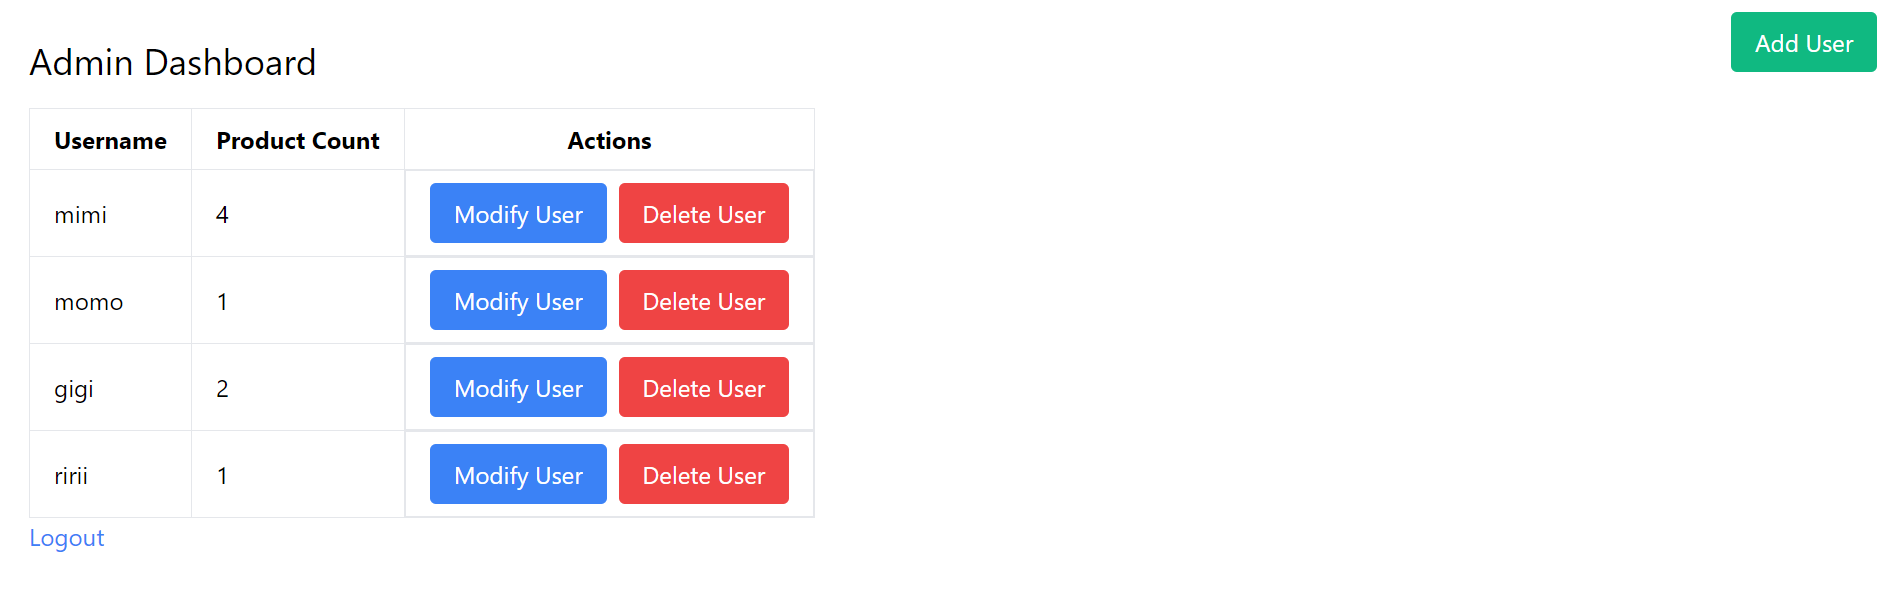 Add User
Admin Dashboard
Username Product Count Actions
mimi 4 Modify User Delete User
momo 1 Modify User Delete User
gigi 2 Modify User Delete User
ririi 1 Modify User Delete User
Logout